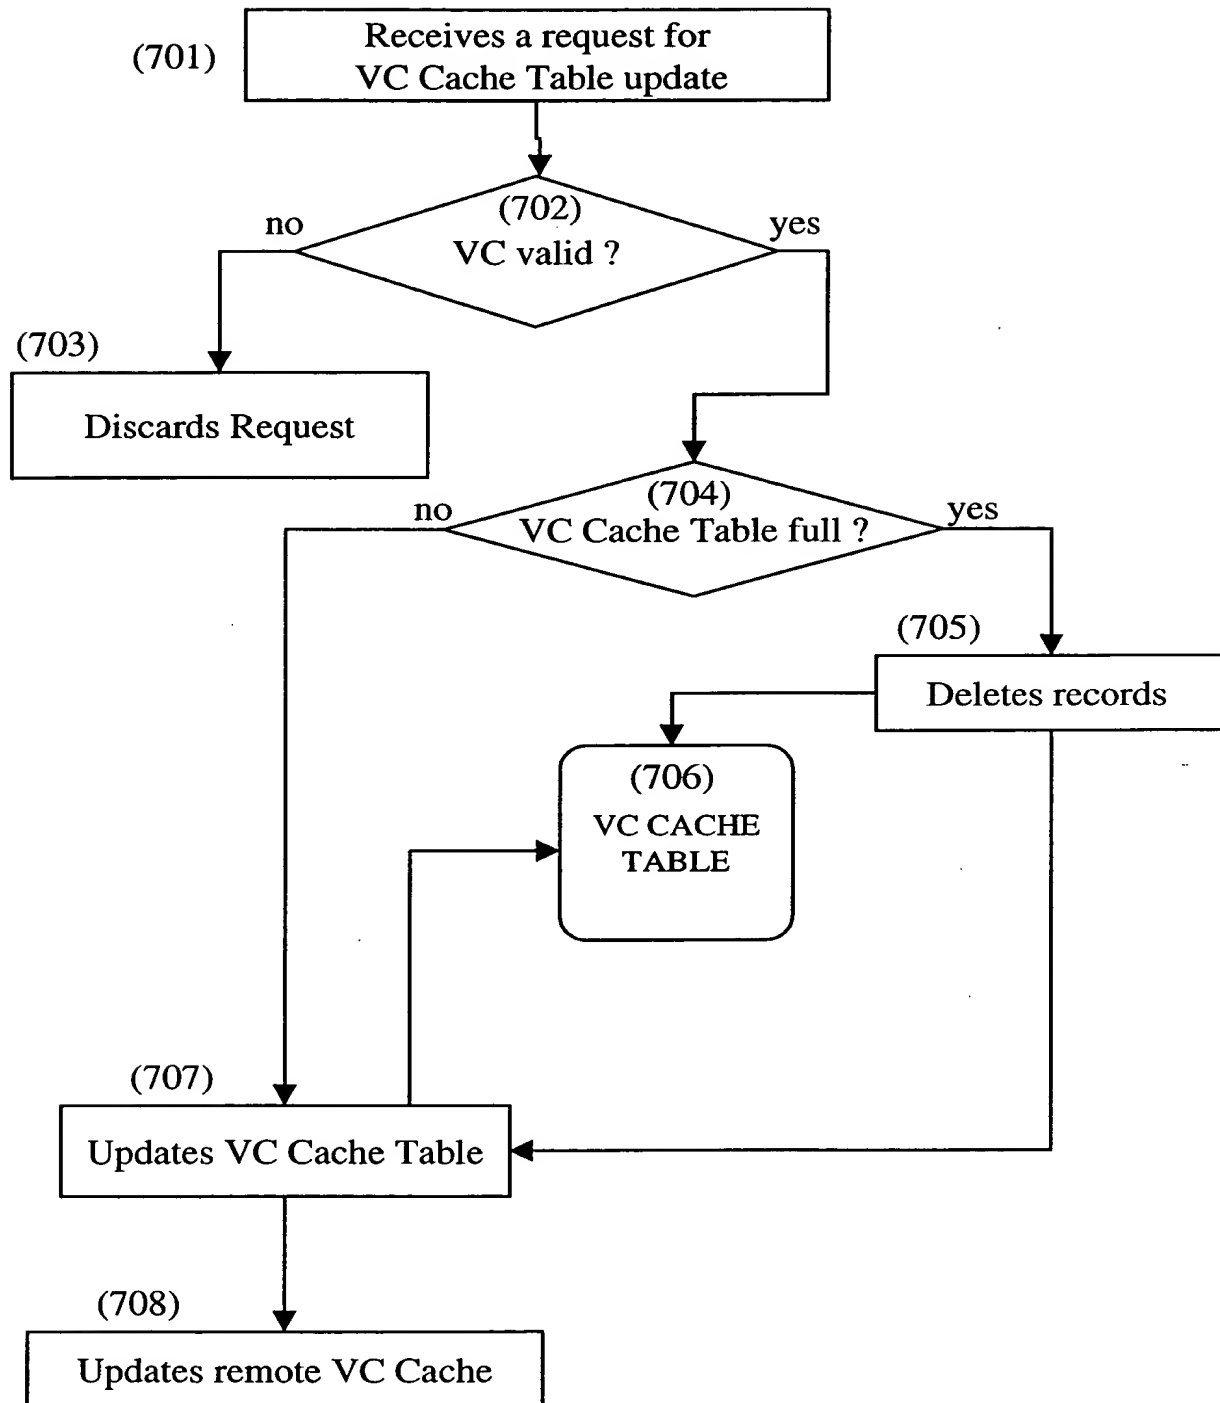 (701)
Receives a request for
VC Cache Table update
(702)
no
yes
VC valid ?
(703)
Discards Request
(704)
no
yes
VC Cache Table full ?
(705)
Deletes records
(706)
VC CACHE
TABLE
(707)
Updates VC Cache Table
(708)
Updates remote VC Cache